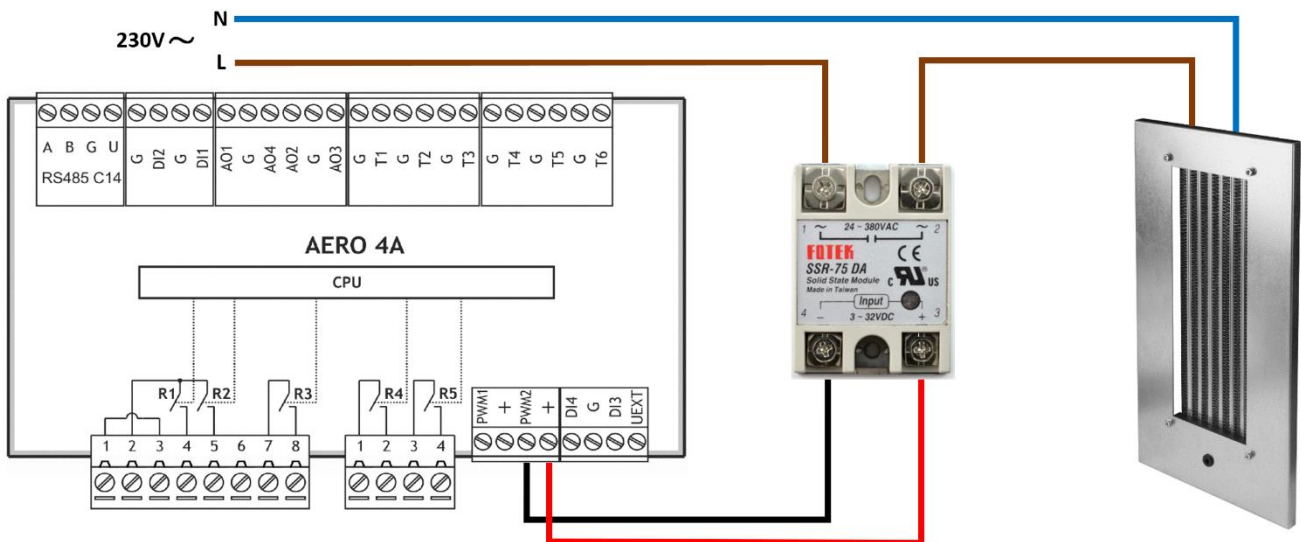 N
230V ~
L
A B G U
RS485 C14
G DI2 G DI1
AO1 G AO4 AO2 G AO3
G T1 G T2 G T3
G T4 G T5 G T6
AERO 4A
CPU
R1 R2 R3 R4 R5
1 2 3 4 5 6 7 8
1 2 3 4
PWM1 + PWM2 +
DI4 G DI3 UEXT
1 ~ 24 ~ 380VAC ~ 2
FOTEK CE
SSR-75 DA
Solid State Module
Made in Taiwan
C RU US
Input
4 - 3 ~ 32VDC + 3